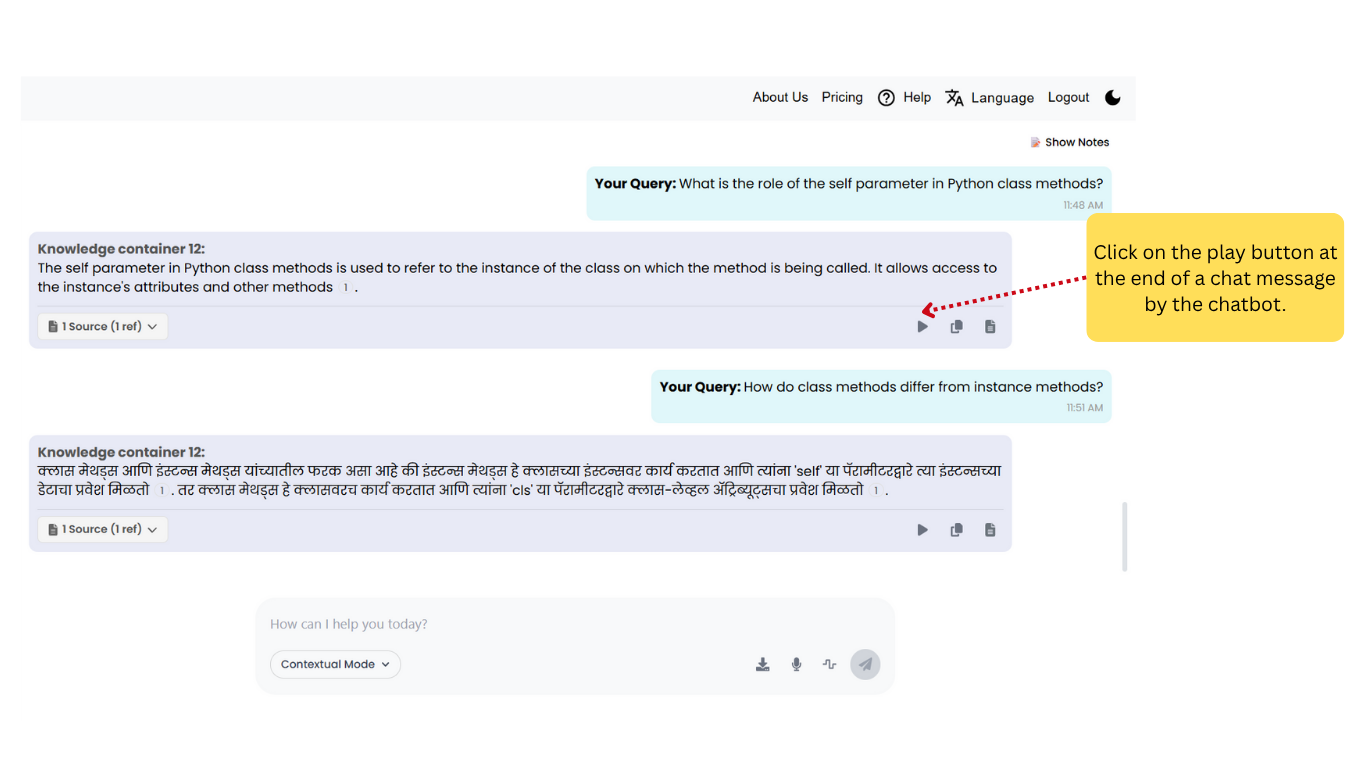 About Us Pricing Help Language Logout
Show Notes
Your Query: What is the role of the self parameter in Python class methods?
11:48 AM
Knowledge container 12:
The self parameter in Python class methods is used to refer to the instance of the class on which the method is being called. It allows access to
the instance's attributes and other methods 1 .
1 Source (1 ref)
Click on the play button at
the end of a chat message
by the chatbot.
Your Query: How do class methods differ from instance methods?
11:51 AM
Knowledge container 12:
क्लास मेथड्स आणि इंस्टन्स मेथड्स यांच्यातील फरक असा आहे की इंस्टन्स मेथड्स हे क्लासच्या इंस्टन्सवर कार्य करतात आणि त्यांना 'self' या पॅरामीटरद्वारे त्या इंस्टन्सच्या
डेटाचा प्रवेश मिळतो 1 . तर क्लास मेथड्स हे क्लासवरच कार्य करतात आणि त्यांना 'cls' या पॅरामीटरद्वारे क्लास-लेव्हल अ‍ॅट्रिब्यूट्सचा प्रवेश मिळतो 1 .
1 Source (1 ref)
How can I help you today?
Contextual Mode